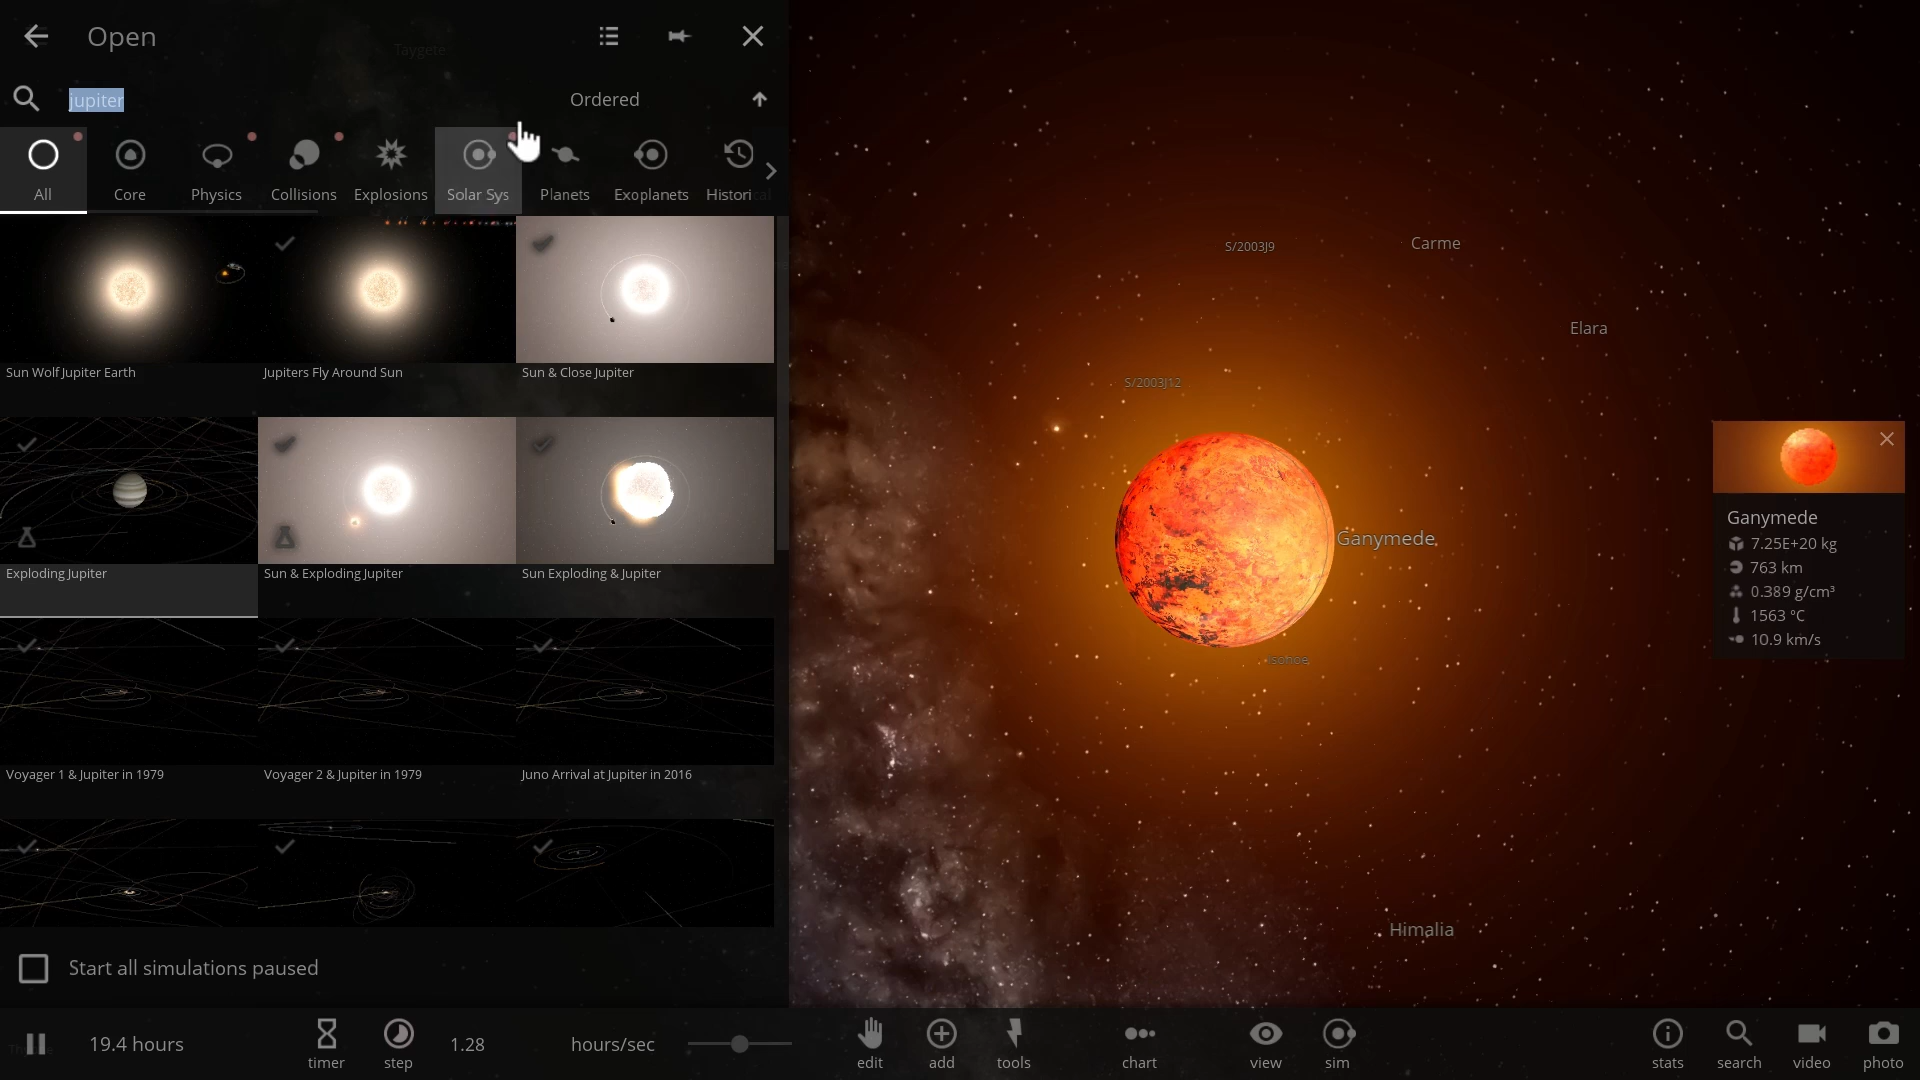 Open
Taygete
jupiter
Ordered
All
Core
Physics
Collisions
Explosions
Solar Sys
Planets
Exoplanets
Historical
Sun Wolf Jupiter Earth
Jupiters Fly Around Sun
Sun & Close Jupiter
Exploding Jupiter
Sun & Exploding Jupiter
Sun Exploding & Jupiter
Voyager 1 & Jupiter in 1979
Voyager 2 & Jupiter in 1979
Juno Arrival at Jupiter in 2016
Start all simulations paused
S/2003J9
Carme
Elara
S/2003J12
Ganymede
Isonoe
Himalia
Ganymede
7.25E+20 kg
763 km
0.389 g/cm³
1563 °C
10.9 km/s
19.4 hours
timer
step
1.28
hours/sec
edit
add
tools
chart
view
sim
stats
search
video
photo